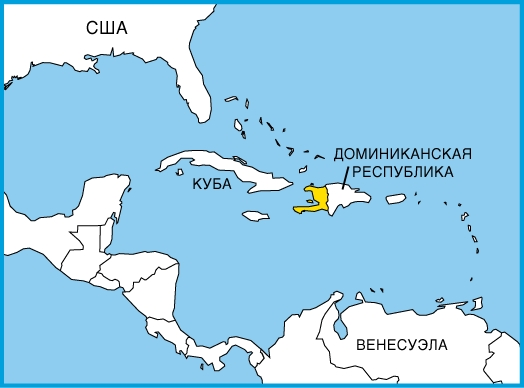 США
ДОМИНИКАНСКАЯ
РЕСПУБЛИКА
КУБА
ВЕНЕСУЭЛА